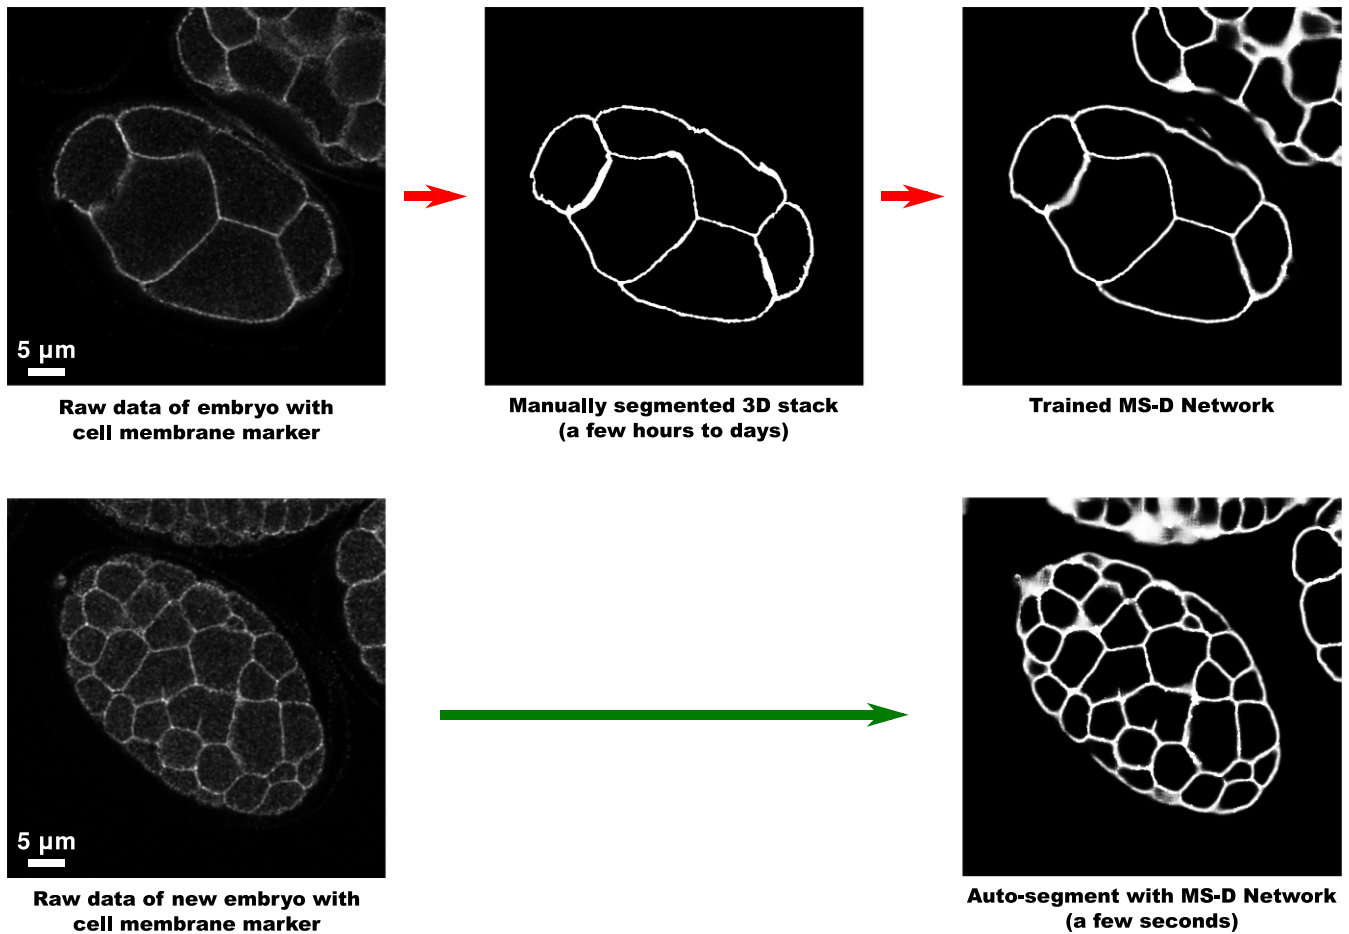 5 μm
Raw data of embryo with
cell membrane marker
Manually segmented 3D stack
(a few hours to days)
Trained MS-D Network
5 μm
Raw data of new embryo with
cell membrane marker
Auto-segment with MS-D Network
(a few seconds)